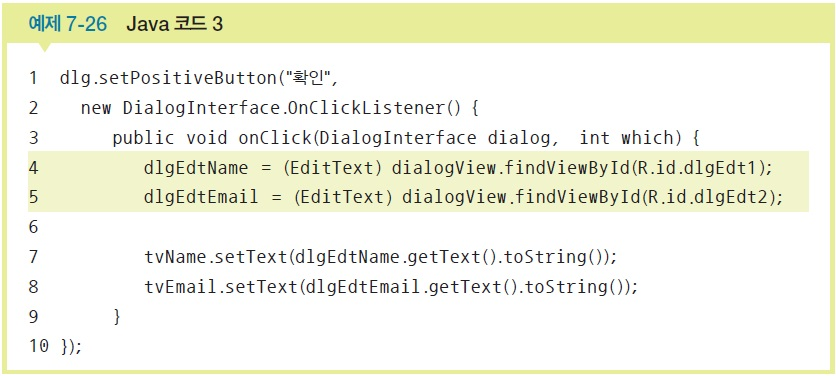 예제 7-26 Java 코드 3
1 dlg.setPositiveButton("확인",
2 new DialogInterface.OnClickListener() {
3 public void onClick(DialogInterface dialog, int which) {
4 dlgEdtName = (EditText) dialogView.findViewById(R.id.dlgEdt1);
5 dlgEdtEmail = (EditText) dialogView.findViewById(R.id.dlgEdt2);
6
7 tvName.setText(dlgEdtName.getText().toString());
8 tvEmail.setText(dlgEdtEmail.getText().toString());
9 }
10 });